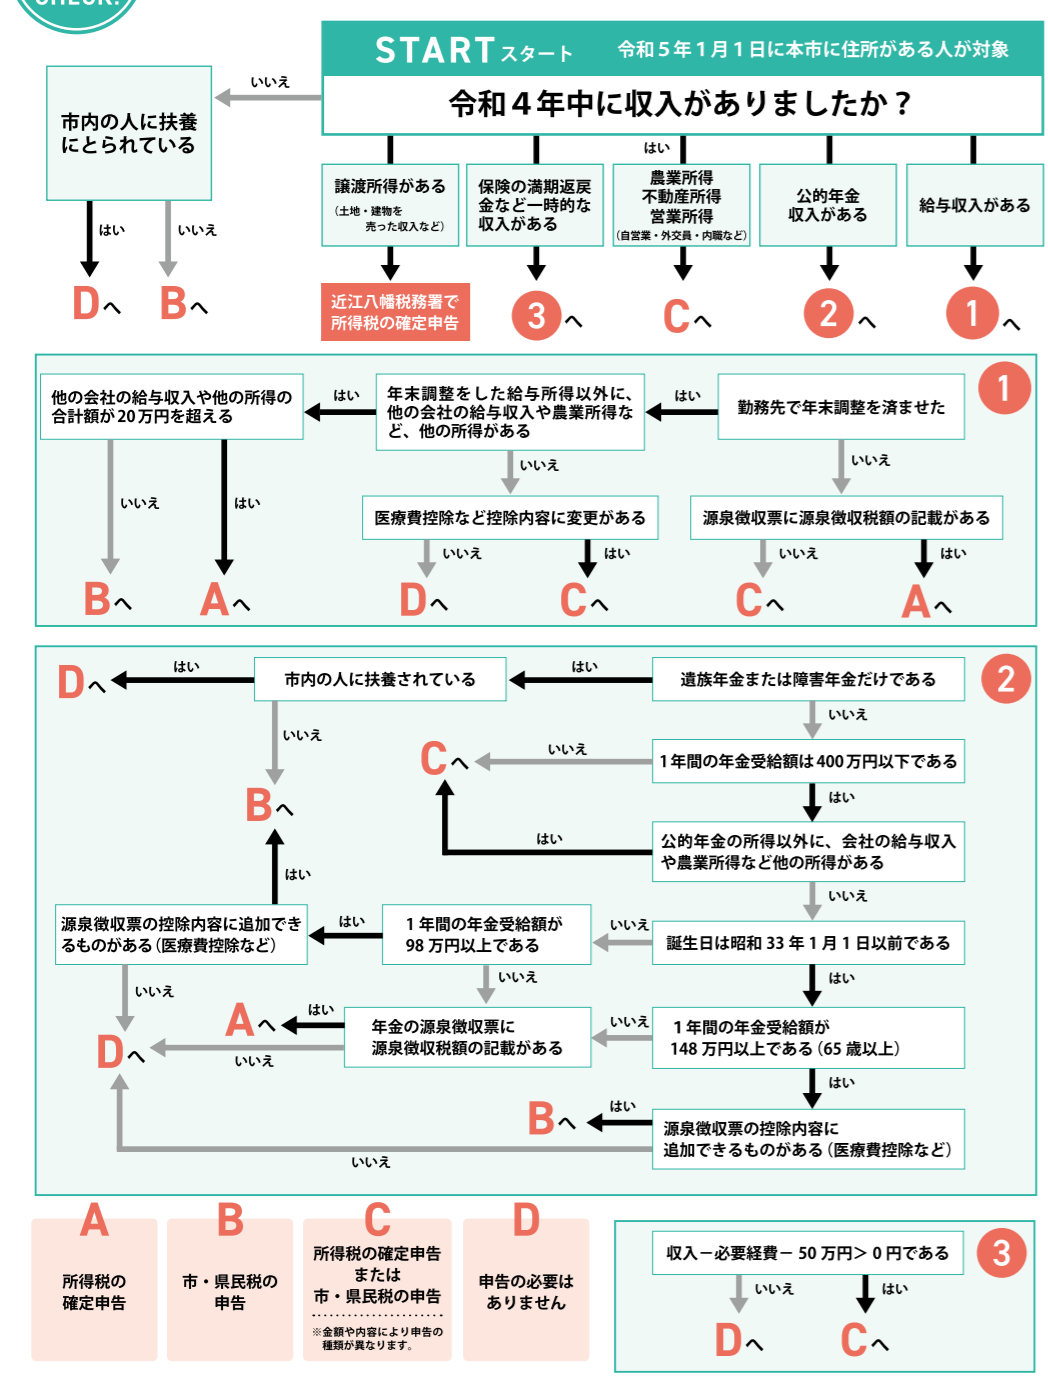 CHECK!
START スタート 令和5年1月1日に本市に住所がある人が対象
令和4年中に収入がありましたか？
いいえ
市内の人に扶養
にとられている
はい
いいえ
Dへ
Bへ
はい
譲渡所得がある
（土地・建物を
売った収入など）
保険の満期返戻
金など一時的な
収入がある
農業所得
不動産所得
営業所得
（自営業・外交員・内職など）
公的年金
収入がある
給与収入がある
近江八幡税務署で
所得税の確定申告
3へ
Cへ
2へ
1へ
1
勤務先で年末調整を済ませた
はい
年末調整をした給与所得以外に、
他の会社の給与収入や農業所得な
ど、他の所得がある
はい
他の会社の給与収入や他の所得の
合計額が20万円を超える
いいえ
いいえ
いいえ
はい
医療費控除など控除内容に変更がある
源泉徴収票に源泉徴収税額の記載がある
いいえ
はい
いいえ
はい
Bへ
Aへ
Dへ
Cへ
Cへ
Aへ
2
遺族年金または障害年金だけである
はい
市内の人に扶養されている
はい
Dへ
いいえ
いいえ
Bへ
1年間の年金受給額は400万円以下である
いいえ
Cへ
はい
公的年金の所得以外に、会社の給与収入
や農業所得など他の所得がある
はい
いいえ
誕生日は昭和33年1月1日以前である
いいえ
1年間の年金受給額が
98万円以上である
はい
源泉徴収票の控除内容に追加でき
るものがある（医療費控除など）
はい
いいえ
いいえ
はい
1年間の年金受給額が
148万円以上である（65歳以上）
いいえ
年金の源泉徴収票に
源泉徴収税額の記載がある
はい
Aへ
いいえ
Dへ
はい
源泉徴収票の控除内容に
追加できるものがある（医療費控除など）
はい
Bへ
いいえ
A
所得税の
確定申告
B
市・県民税の
申告
C
所得税の確定申告
または
市・県民税の申告
※金額や内容により申告の
種類が異なります。
D
申告の必要は
ありません
3
収入－必要経費－50万円＞0円である
いいえ
はい
Dへ
Cへ